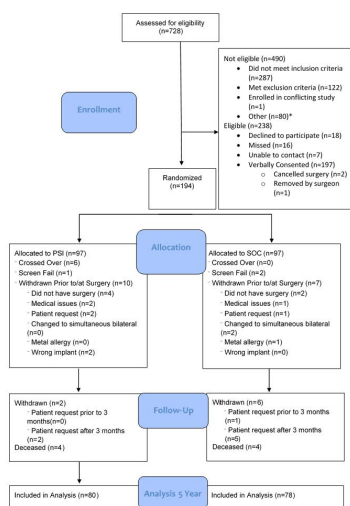 Assessed for eligibility
(n=728)
Not eligible (n=490)
• Did not meet inclusion criteria
(n=287)
• Met exclusion criteria (n=122)
• Enrolled in conflicting study
(n=1)
• Other (n=80)*
Eligible (n=238)
• Declined to participate (n=18)
• Missed (n=16)
• Unable to contact (n=7)
• Verbally Consented (n=197)
o Cancelled surgery (n=2)
o Removed by surgeon
(n=1)
Enrollment
Randomized
(n=194)
Allocation
Allocated to PSI (n=97)
· Crossed Over (n=6)
· Screen Fail (n=1)
· Withdrawn Prior to/at Surgery (n=10)
· Did not have surgery (n=4)
· Medical issues (n=2)
· Patient request (n=2)
· Changed to simultaneous bilateral
(n=0)
· Metal allergy (n=0)
· Wrong implant (n=2)
Allocated to SOC (n=97)
· Crossed Over (n=0)
· Screen Fail (n=2)
· Withdrawn Prior to/at Surgery (n=7)
· Did not have surgery (n=2)
· Medical issues (n=1)
· Patient request (n=1)
· Changed to simultaneous bilateral
(n=2)
· Metal allergy (n=1)
· Wrong implant (n=0)
Follow-Up
Withdrawn (n=2)
· Patient request prior to 3
months(n=0)
· Patient request after 3 months
(n=2)
Deceased (n=4)
Withdrawn (n=6)
· Patient request prior to 3 months
(n=1)
· Patient request after 3 months
(n=5)
Deceased (n=4)
Analysis 5 Year
Included in Analysis (n=80)
Included in Analysis (n=78)